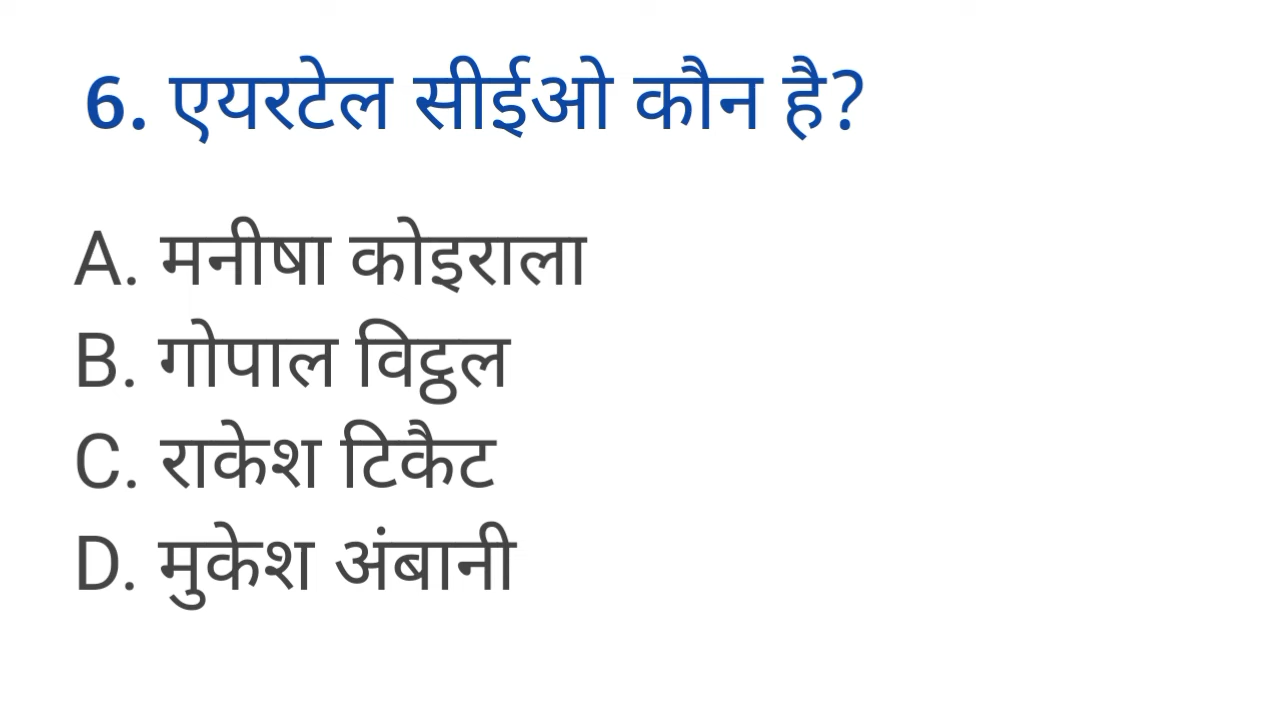 6. एयरटेल सीईओ कौन है?
A. मनीषा कोइराला
B. गोपाल विट्ठल
C. राकेश टिकैट
D. मुकेश अंबानी